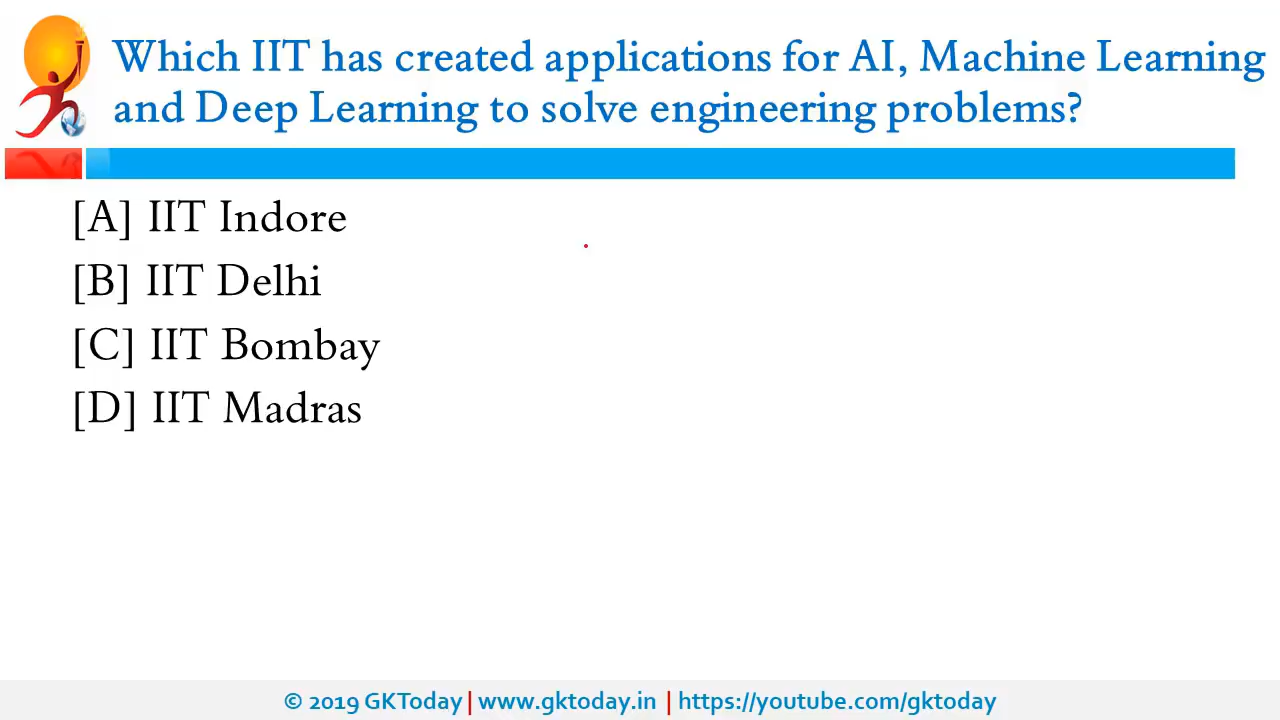 Which IIT has created applications for AI, Machine Learning
and Deep Learning to solve engineering problems?
[A] IIT Indore
[B] IIT Delhi
[C] IIT Bombay
[D] IIT Madras
© 2019 GKToday | www.gktoday.in | https://youtube.com/gktoday